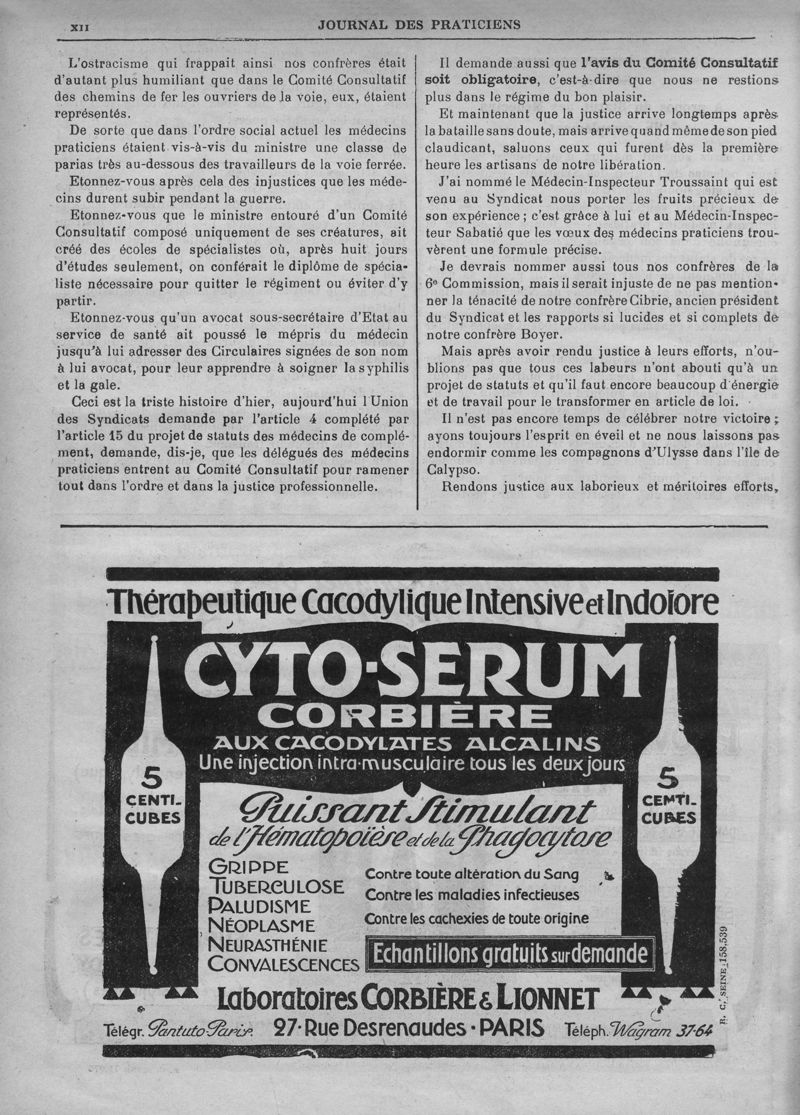 XII
JOURNAL DES PRATICIENS
L'ostracisme qui frappait ainsi nos confrères était
d'autant plus humiliant que dans le Comité Consultatif
des chemins de fer les ouvriers de la voie, eux, étaient
représentés.
De sorte que dans l'ordre social actuel les médecins
praticiens étaient vis-à-vis du ministre une classe de
parias très au-dessous des travailleurs de la voie ferrée.
Etonnez-vous après cela des injustices que les méde-
cins durent subir pendant la guerre.
Etonnez-vous que le ministre entouré d'un Comité
Consultatif composé uniquement de ses créatures, ait
créé des écoles de spécialistes où, après huit jours
d'études seulement, on conférait le diplôme de spécia-
liste nécessaire pour quitter le régiment ou éviter d'y
partir.
Etonnez-vous qu'un avocat sous-secrétaire d'Etat au
service de santé ait poussé le mépris du médecin
jusqu'à lui adresser des Circulaires signées de son nom
à lui avocat, pour leur apprendre à soigner la syphilis
et la gale.
Ceci est la triste histoire d'hier, aujourd'hui l'Union
des Syndicats demande par l'article 4 complété par
l'article 15 du projet de statuts des médecins de complé-
ment, demande, dis-je, que les délégués des médecins
praticiens entrent au Comité Consultatif pour ramener
tout dans l'ordre et dans la justice professionnelle.
Il demande aussi que l'avis du Comité Consultatif
soit obligatoire, c'est-à-dire que nous ne restions
plus dans le régime du bon plaisir.
Et maintenant que la justice arrive longtemps après
la bataille sans doute, mais arrive quand même de son pied
claudicant, saluons ceux qui furent dès la première
heure les artisans de notre libération.
J'ai nommé le Médecin-Inspecteur Troussaint qui est
venu au Syndicat nous porter les fruits précieux de
son expérience ; c'est grâce à lui et au Médecin-Inspec-
teur Sabatié que les vœux des médecins praticiens trou-
vèrent une formule précise.
Je devrais nommer aussi tous nos confrères de la
6e Commission, mais il serait injuste de ne pas mention-
ner la ténacité de notre confrère Cibrie, ancien président
du Syndicat et les rapports si lucides et si complets de
notre confrère Boyer.
Mais après avoir rendu justice à leurs efforts, n'ou-
blions pas que tous ces labeurs n'ont abouti qu'à un
projet de statuts et qu'il faut encore beaucoup d'énergie
et de travail pour le transformer en article de loi.
Il n'est pas encore temps de célébrer notre victoire ;
ayons toujours l'esprit en éveil et ne nous laissons pas
endormir comme les compagnons d'Ulysse dans l'île de
Calypso.
Rendons justice aux laborieux et méritoires efforts,
Thérapeutique Cacodylique Intensive et Indolore
CYTO-SERUM
CORBIÈRE
AUX CACODYLATES ALCALINS
Une injection intra-musculaire tous les deux jours
5
CENTI-
CUBES
5
CENTI-
CUBES
Puissant Stimulant
de l'Hématopoïèse et de la Phagocytose
GRIPPE
TUBERCULOSE
PALUDISME
NÉOPLASME
NEURASTHÉNIE
CONVALESCENCES
Contre toute altération du Sang
Contre les maladies infectieuses
Contre les cachexies de toute origine
Echantillons gratuits sur demande
Laboratoires CORBIÈRE & LIONNET
Télégr. Pantuto-Paris. 27·Rue Desrenaudes·PARIS Téléph. Wagram 37-64
R. C. SEINE 158.539